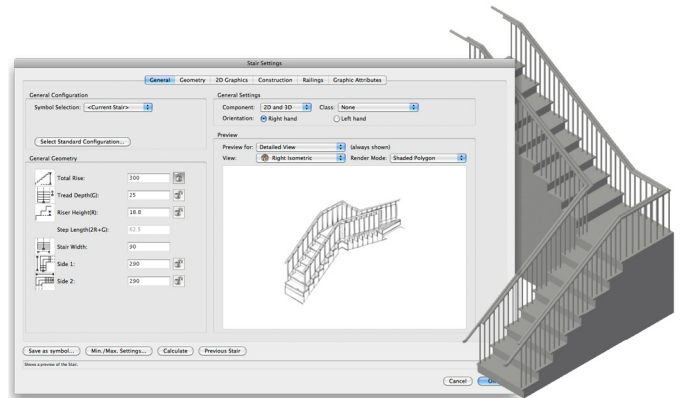 Stair Settings
General Geometry 2D Graphics Construction Railings Graphic Attributes
General Configuration
Symbol Selection: <Current Stair>
Select Standard Configuration...
General Geometry
Total Rise: 300
Tread Depth(G): 25
Riser Height(R): 18.8
Step Length(2R+G): 62.5
Stair Width: 90
Side 1: 290
Side 2: 290
General Settings
Component: 2D and 3D Class: None
Orientation: Right hand Left hand
Preview
Preview for: Detailed View (always shown)
View: Right Isometric Render Mode: Shaded Polygon
Save as symbol... Min./Max. Settings... Calculate Previous Stair
Shows a preview of the Stair.
Cancel